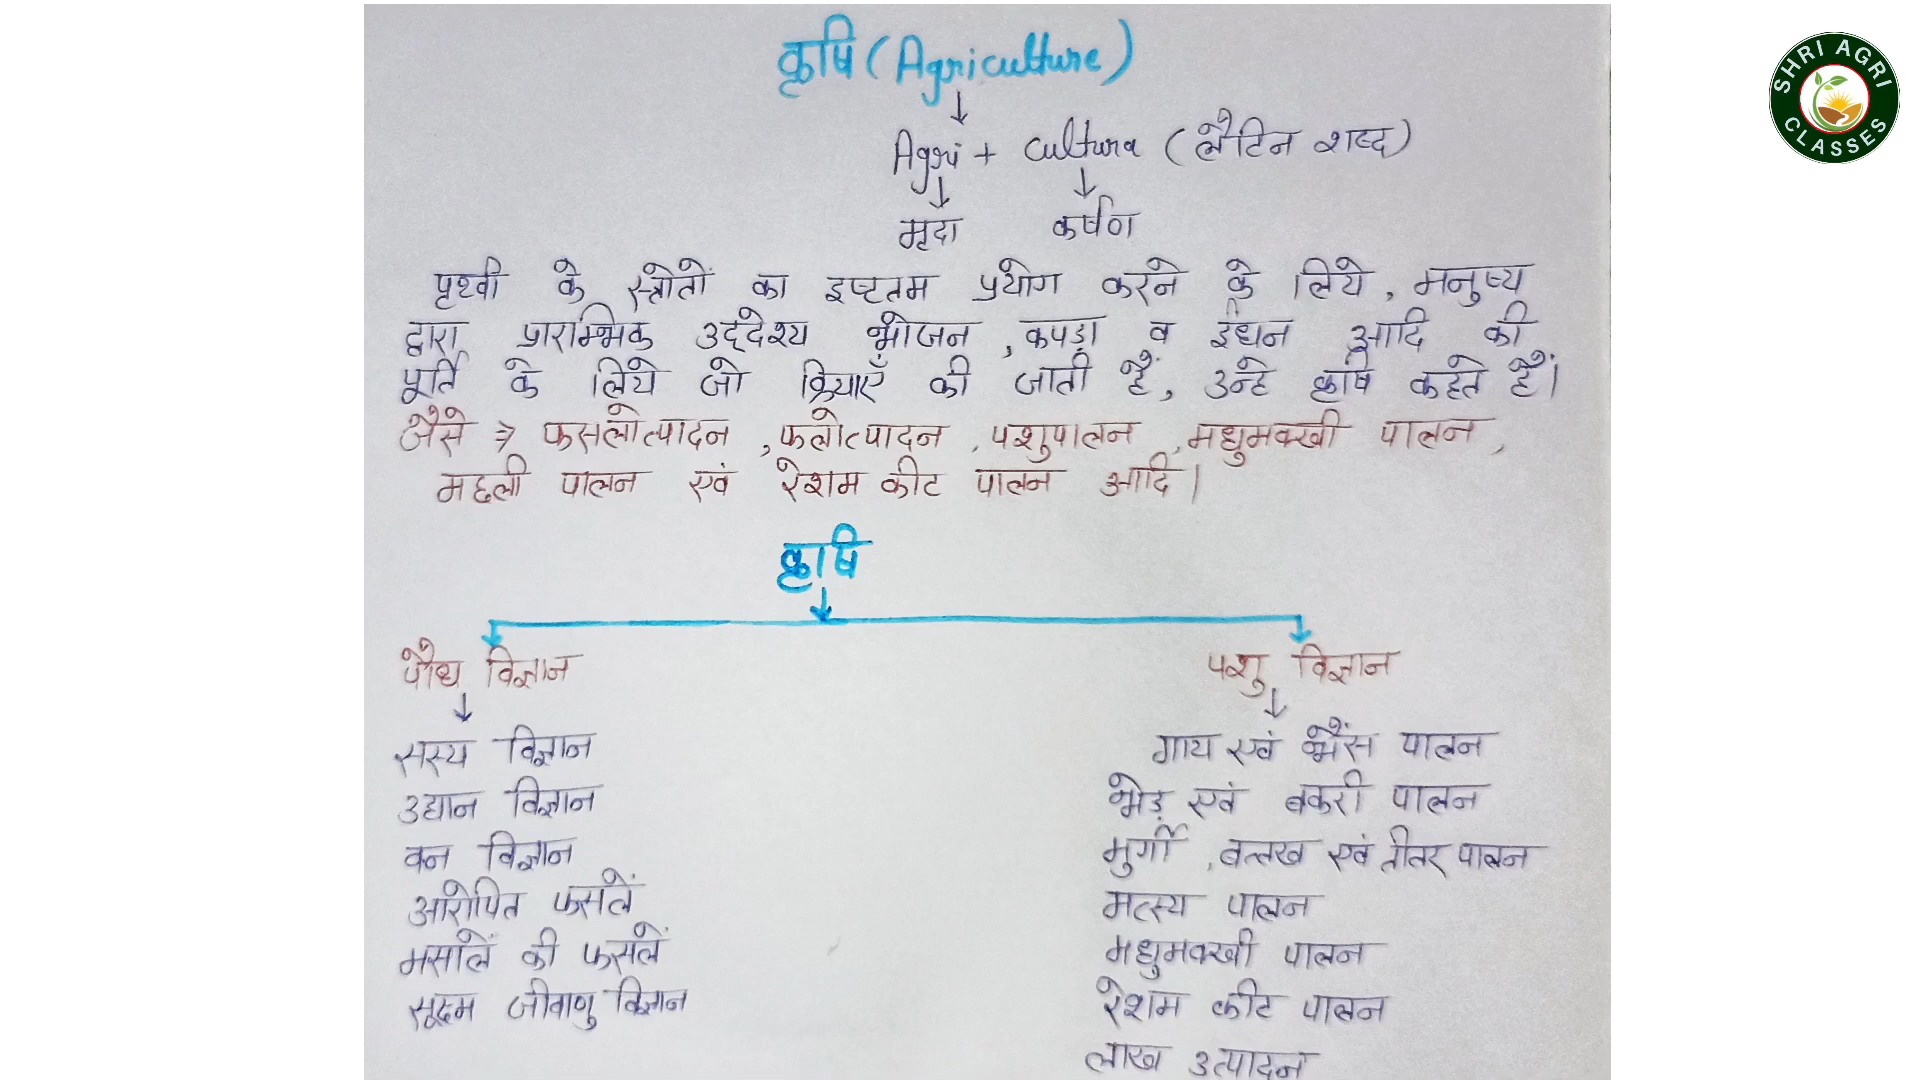 कृषि (Agriculture)
Agri + Cultura (लैटिन शब्द)
मृदा कर्षण
पृथ्वी के स्त्रोतों का इष्टतम प्रयोग करने के लिये, मनुष्य
द्वारा प्रारम्भिक उद्देश्य भोजन, कपड़ा व ईंधन आदि की
पूर्ति के लिये जो क्रियाएँ की जाती हैं, उन्हे कृषि कहते हैं।
जैसे ⇒ फसलोत्पादन, फलोत्पादन, पशुपालन, मधुमक्खी पालन,
मछली पालन एवं रेशम कीट पालन आदि।
कृषि
पौध विज्ञान पशु विज्ञान
सस्य विज्ञान
उद्यान विज्ञान
वन विज्ञान
आरोपित फसलें
मसालें की फसलें
सूक्ष्म जीवाणु विज्ञान
गाय एवं भैंस पालन
भेड़ एवं बकरी पालन
मुर्गी, बत्तख एवं तीतर पालन
मत्स्य पालन
मधुमक्खी पालन
रेशम कीट पालन
लाख उत्पादन
SHRI AGRI
CLASSES